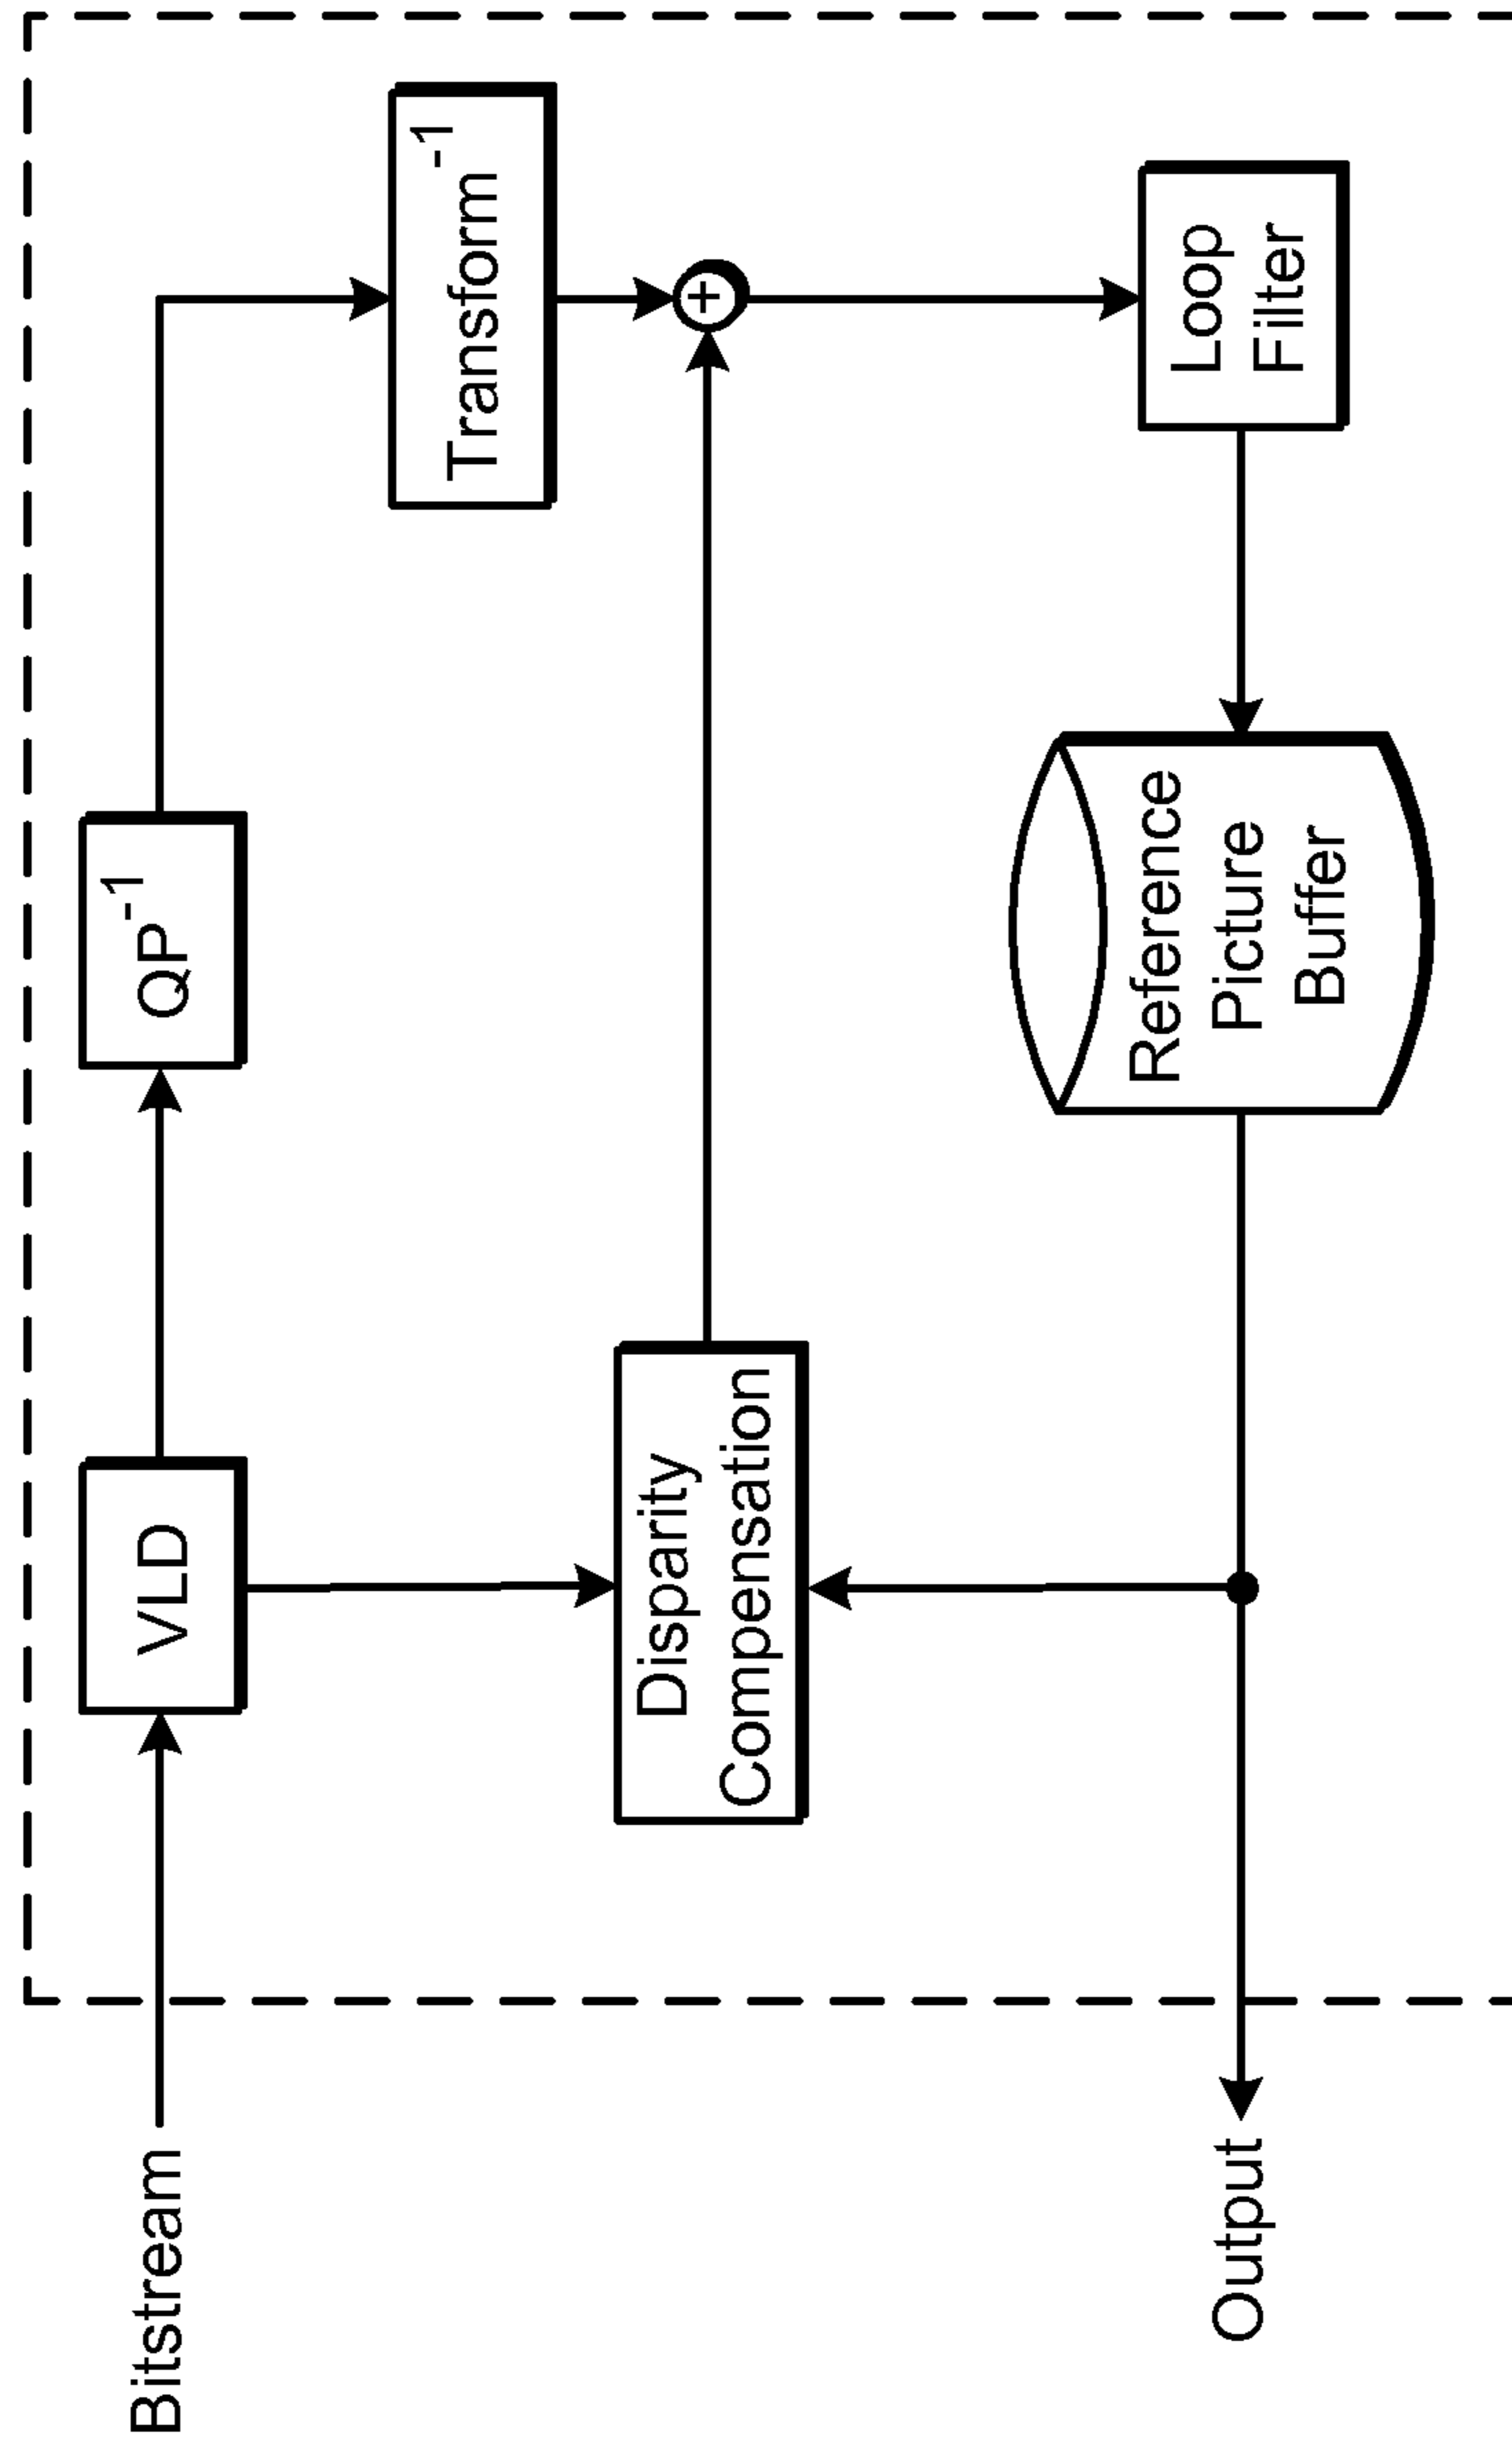 Bitstream
VLD
QP⁻¹
Transform⁻¹
+
Disparity
Compensation
Loop
Filter
Reference
Picture
Buffer
Output